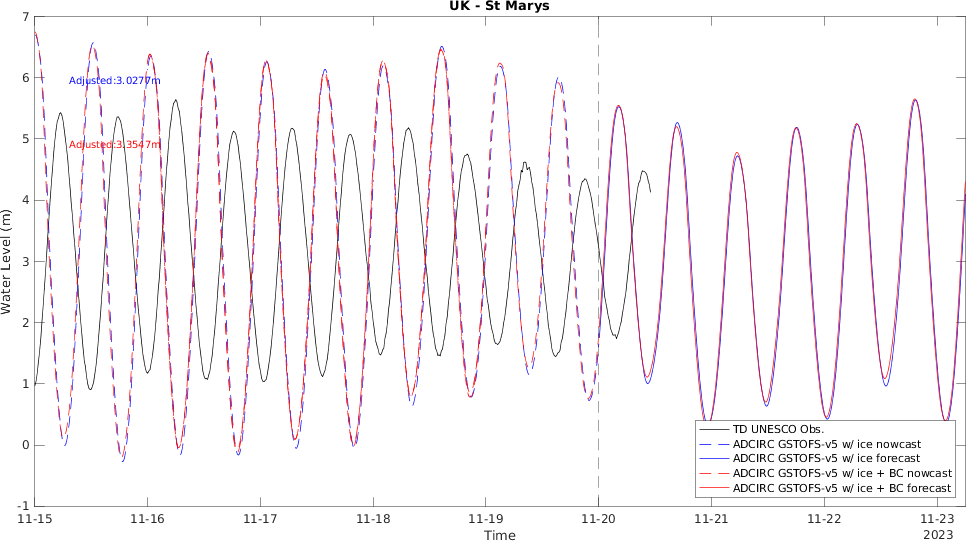 UK - St Marys
7
6
5
4
3
2
1
0
-1
Water Level (m)
Adjusted:3.0277m
Adjusted:3.3547m
TD UNESCO Obs.
ADCIRC GSTOFS-v5 w/ ice nowcast
ADCIRC GSTOFS-v5 w/ ice forecast
ADCIRC GSTOFS-v5 w/ ice + BC nowcast
ADCIRC GSTOFS-v5 w/ ice + BC forecast
11-15 11-16 11-17 11-18 11-19 11-20 11-21 11-22 11-23
Time
2023